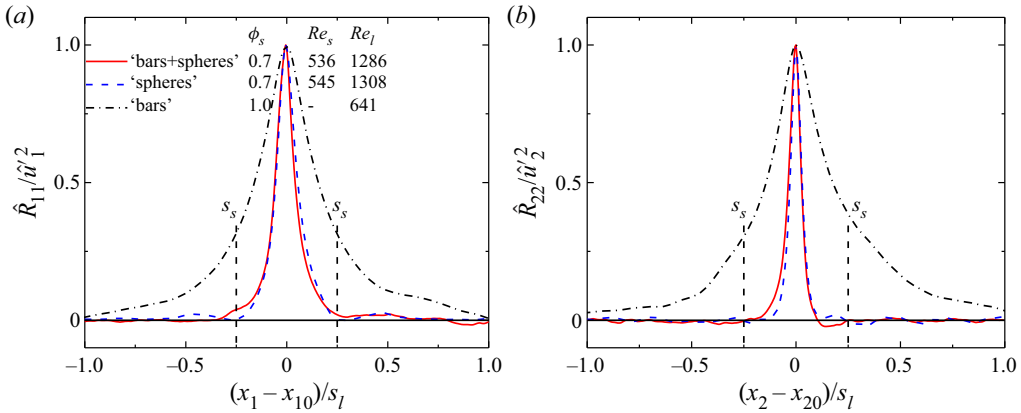 (a)
ϕs Res Rel
'bars+spheres' 0.7 536 1286
'spheres' 0.7 545 1308
'bars' 1.0 - 641
1.0
0.5
0
R̂11/û′1²
ss ss
−1.0 −0.5 0 0.5 1.0
(x1 – x10)/sl
(b)
1.0
0.5
0
R̂22/û′2²
ss ss
−1.0 −0.5 0 0.5 1.0
(x2 – x20)/sl